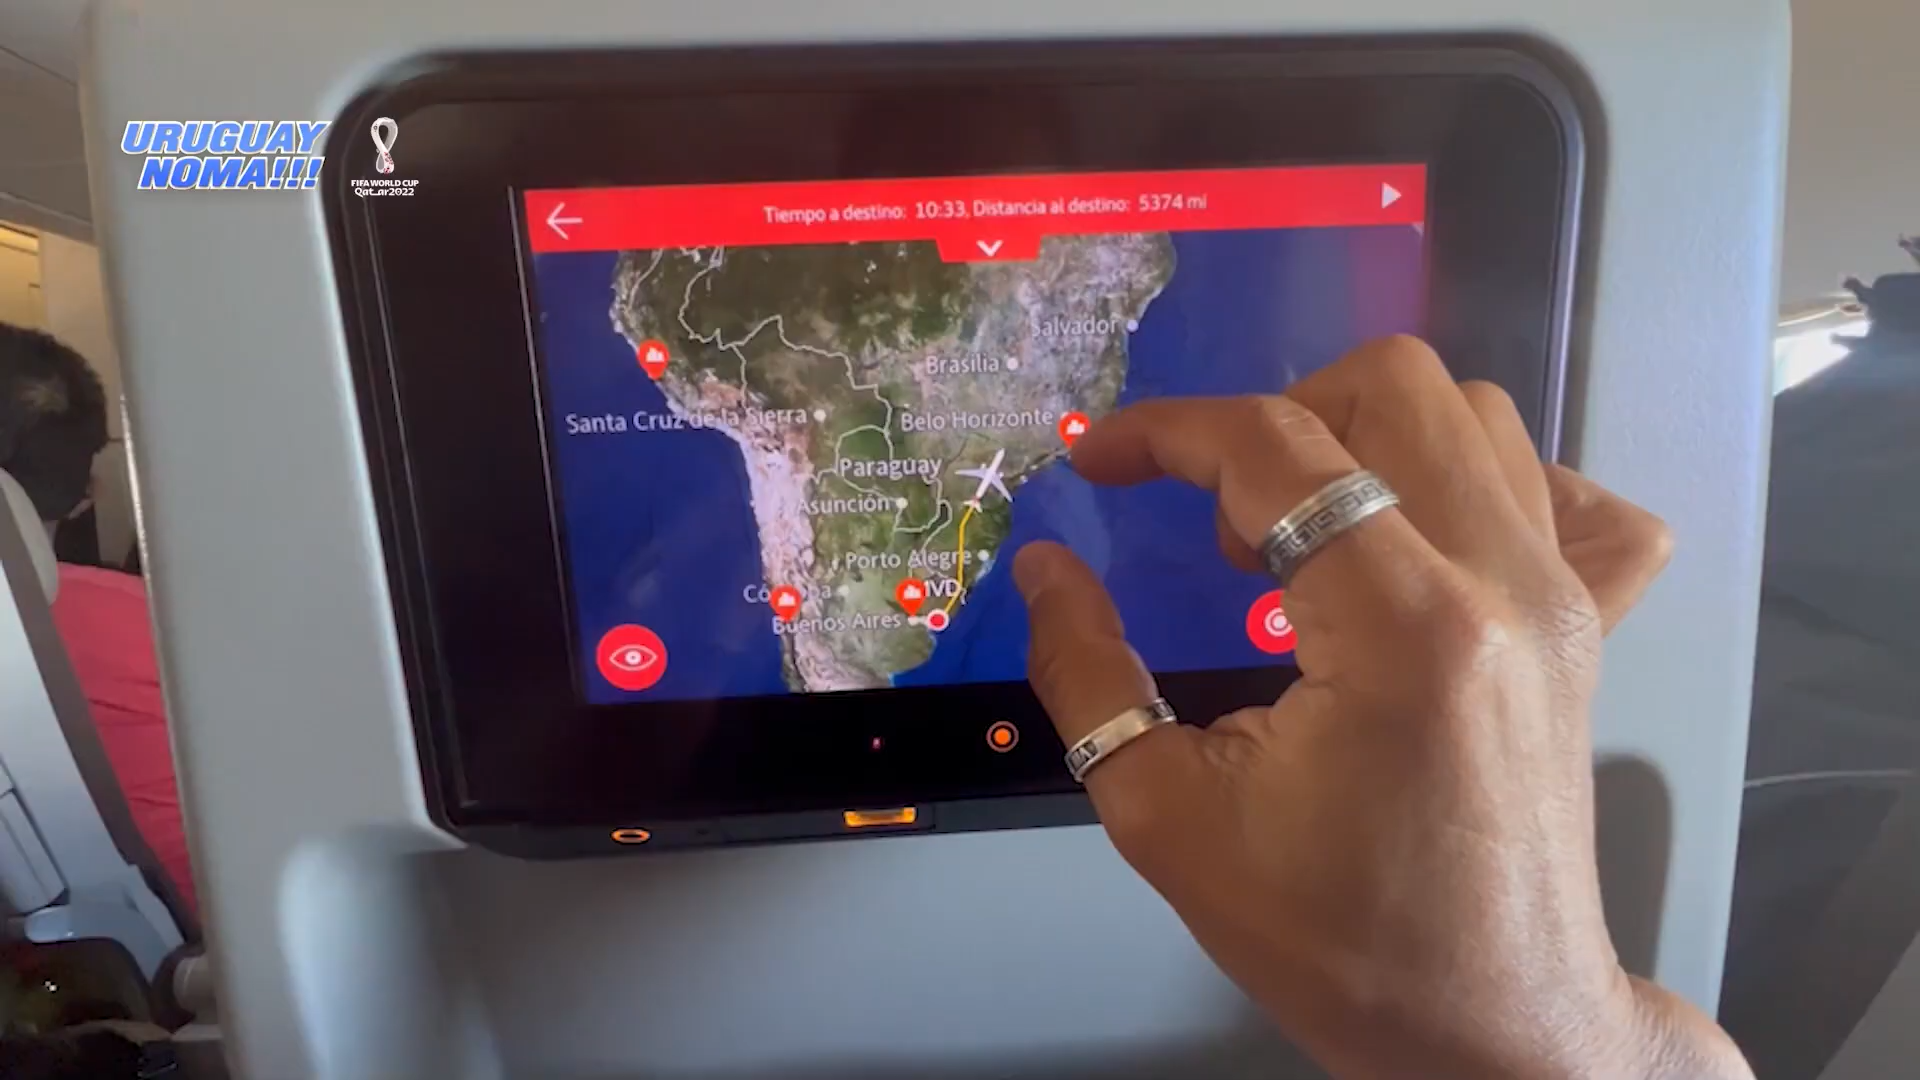 URUGUAY
NOMA!!!
FIFA WORLD CUP
Qatar2022
Tiempo a destino: 10:33, Distancia al destino: 5374 mi
Salvador
Brasilia
Santa Cruz de la Sierra
Belo Horizonte
Paraguay
Asunción
Porto Alegre
MVD
Buenos Aires